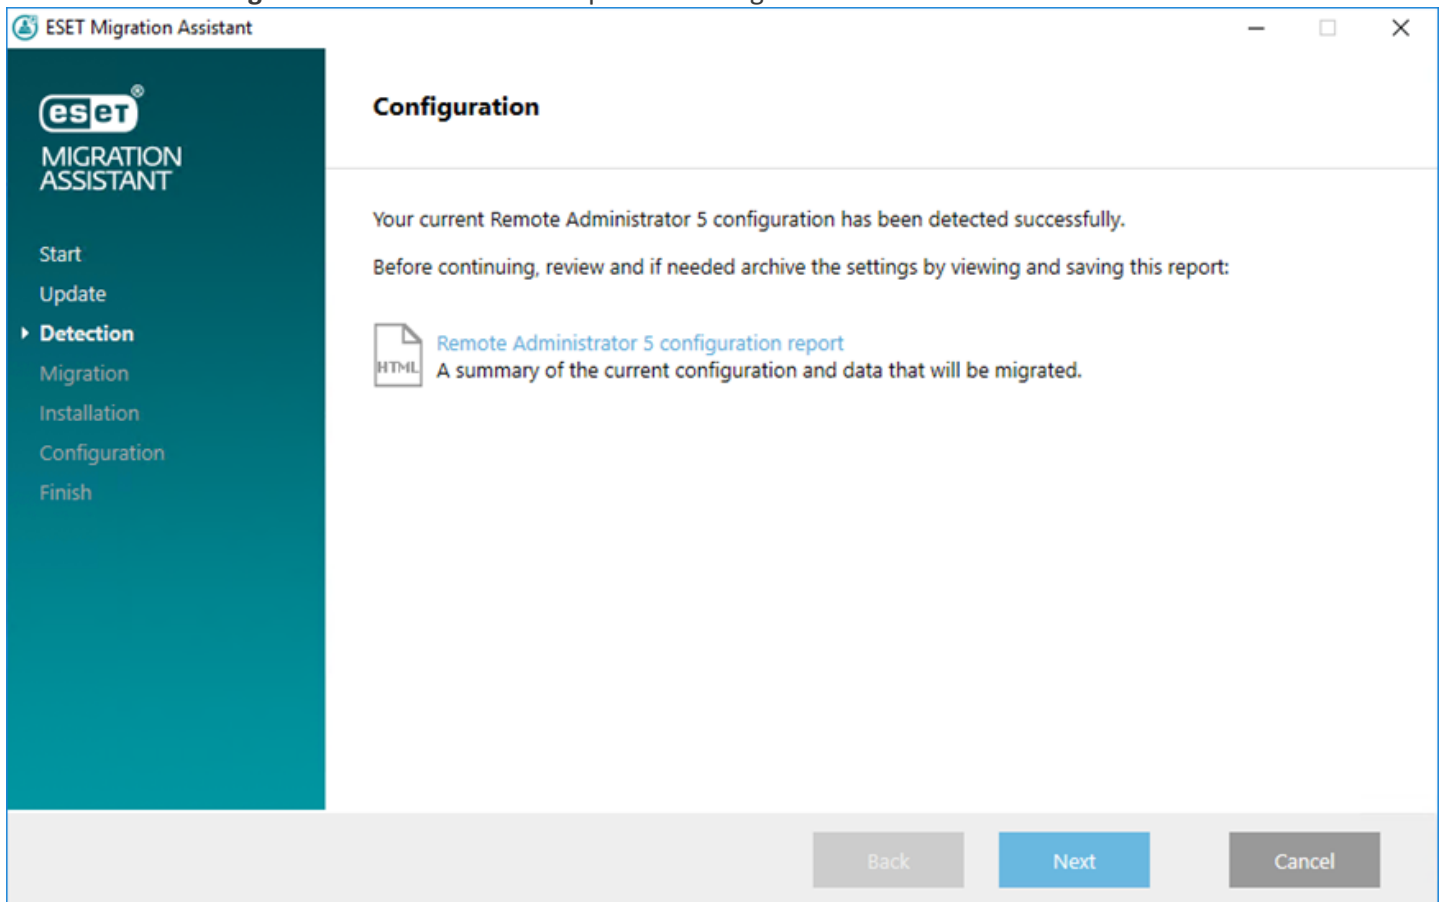 ESET Migration Assistant
eseT®
MIGRATION
ASSISTANT
Start
Update
Detection
Migration
Installation
Configuration
Finish
Configuration
Your current Remote Administrator 5 configuration has been detected successfully.
Before continuing, review and if needed archive the settings by viewing and saving this report:
HTML
Remote Administrator 5 configuration report
A summary of the current configuration and data that will be migrated.
Back
Next
Cancel